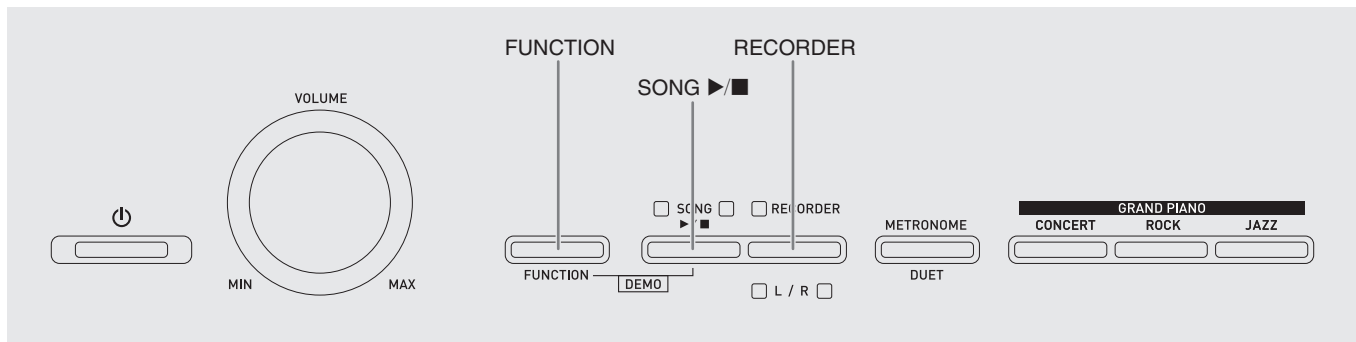 FUNCTION RECORDER
SONG ▶/■
VOLUME
MIN MAX
SONG RECORDER
▶/■
FUNCTION
DEMO
L / R
METRONOME
DUET
GRAND PIANO
CONCERT ROCK JAZZ